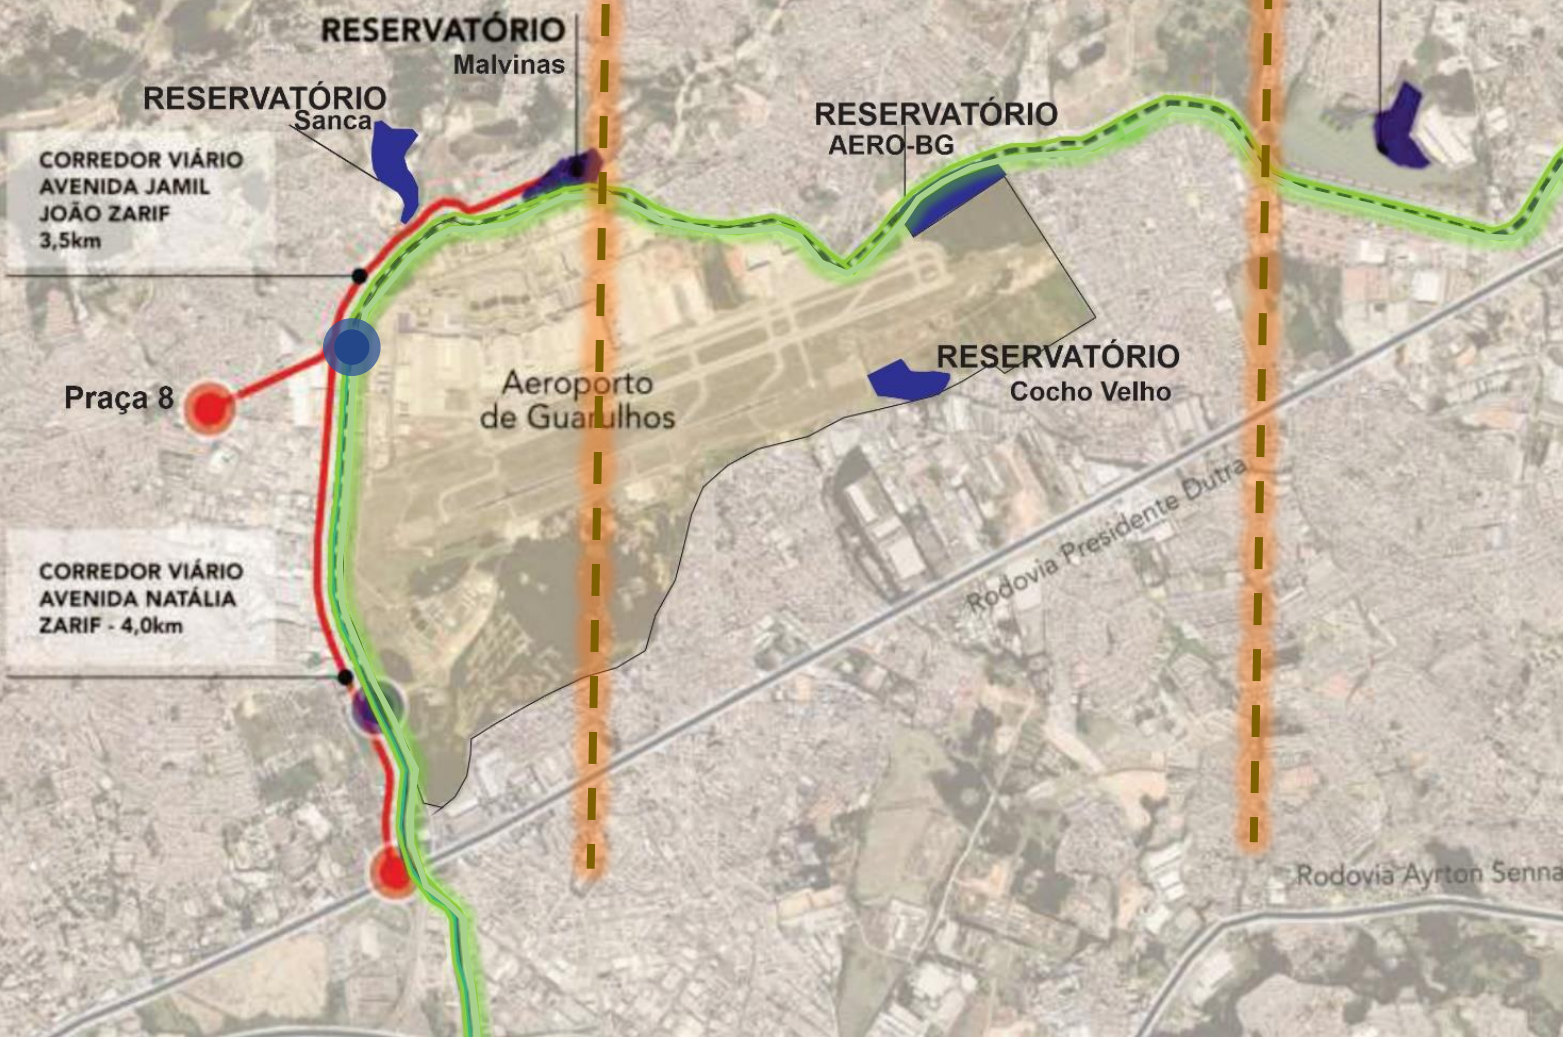 RESERVATÓRIO
Malvinas
RESERVATÓRIO
Sanca
RESERVATÓRIO
AERO-BG
CORREDOR VIÁRIO
AVENIDA JAMIL
JOÃO ZARIF
3,5km
Praça 8
Aeroporto
de Guarulhos
RESERVATÓRIO
Cocho Velho
Rodovia Presidente Dutra
CORREDOR VIÁRIO
AVENIDA NATÁLIA
ZARIF - 4,0km
Rodovia Ayrton Senna